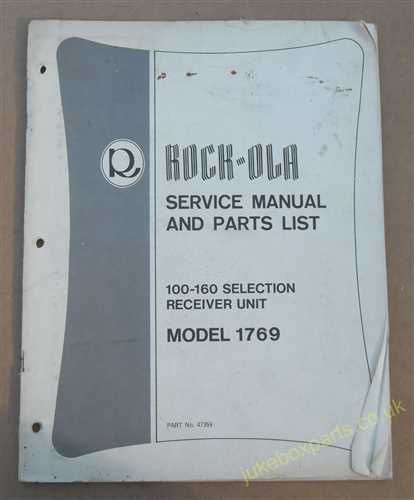 R
ROCK-OLA
SERVICE MANUAL
AND PARTS LIST
100-160 SELECTION
RECEIVER UNIT
MODEL 1769
PART No. 47359
jukeboxparts.co.uk